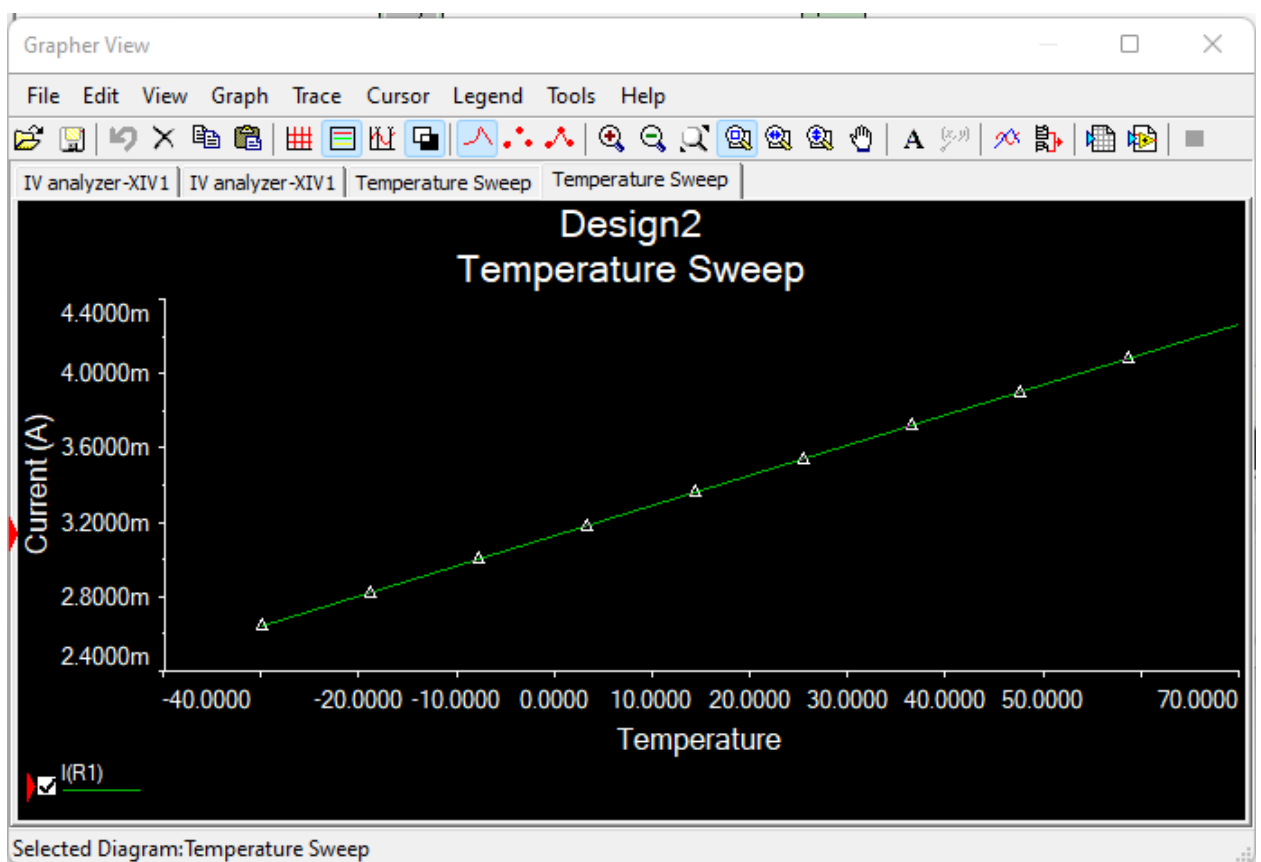 Grapher View
File Edit View Graph Trace Cursor Legend Tools Help
A (x,y)
IV analyzer-XIV1 IV analyzer-XIV1 Temperature Sweep Temperature Sweep
Design2
Temperature Sweep
4.4000m
4.0000m
3.6000m
3.2000m
2.8000m
2.4000m
Current (A)
-40.0000 -20.0000 -10.0000 0.0000 10.0000 20.0000 30.0000 40.0000 50.0000 70.0000
Temperature
I(R1)
Selected Diagram:Temperature Sweep